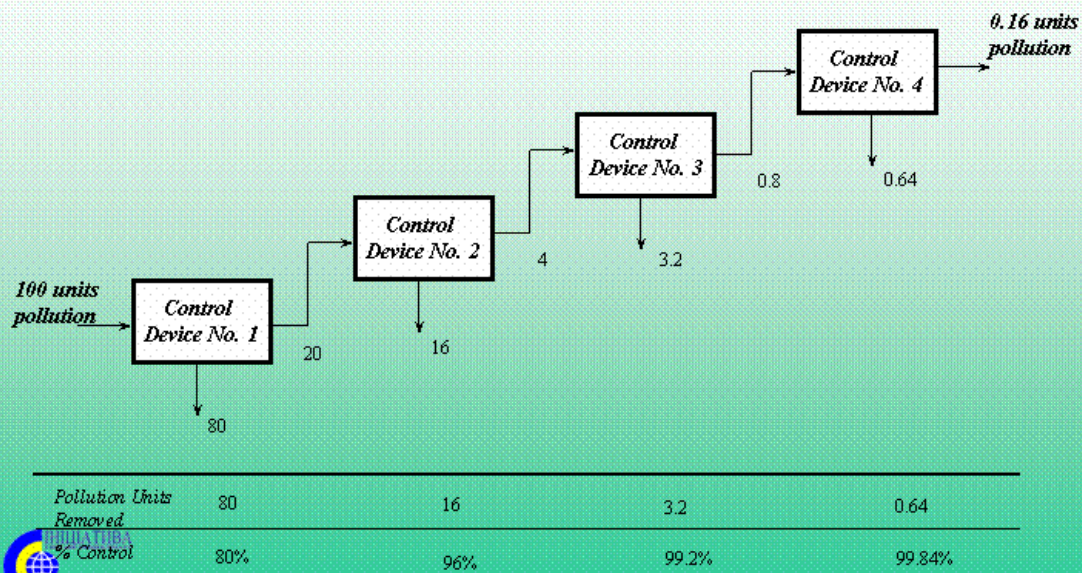 0.16 units
pollution
Control
Device No. 4
Control
Device No. 3
0.8
0.64
Control
Device No. 2
4
3.2
100 units
pollution
Control
Device No. 1
20
16
80
Pollution Units
Removed
80
16
3.2
0.64
ІНІЦІАТИВА
% Control
80%
96%
99.2%
99.84%